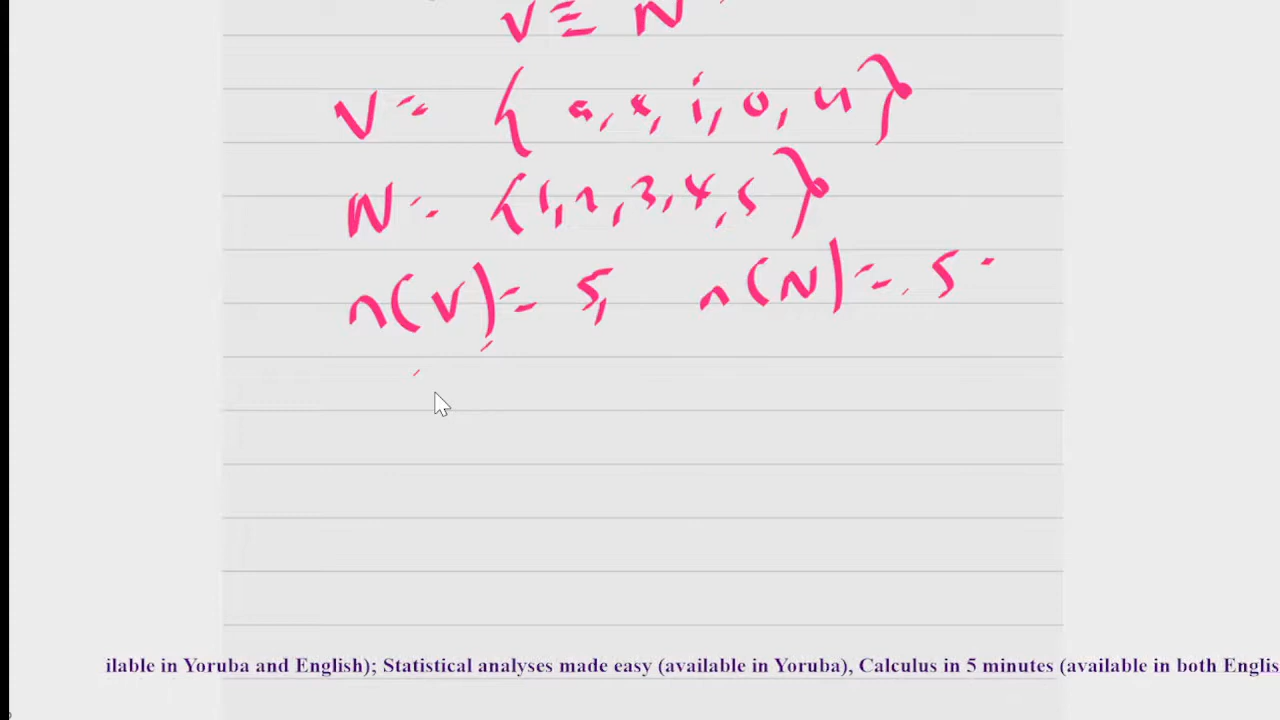 V ≡ N
V = { a, e, i, o, u }
N = { 1, 2, 3, 4, 5 }
n(V) = 5, n(N) = 5.
ilable in Yoruba and English); Statistical analyses made easy (available in Yoruba), Calculus in 5 minutes (available in both Englis